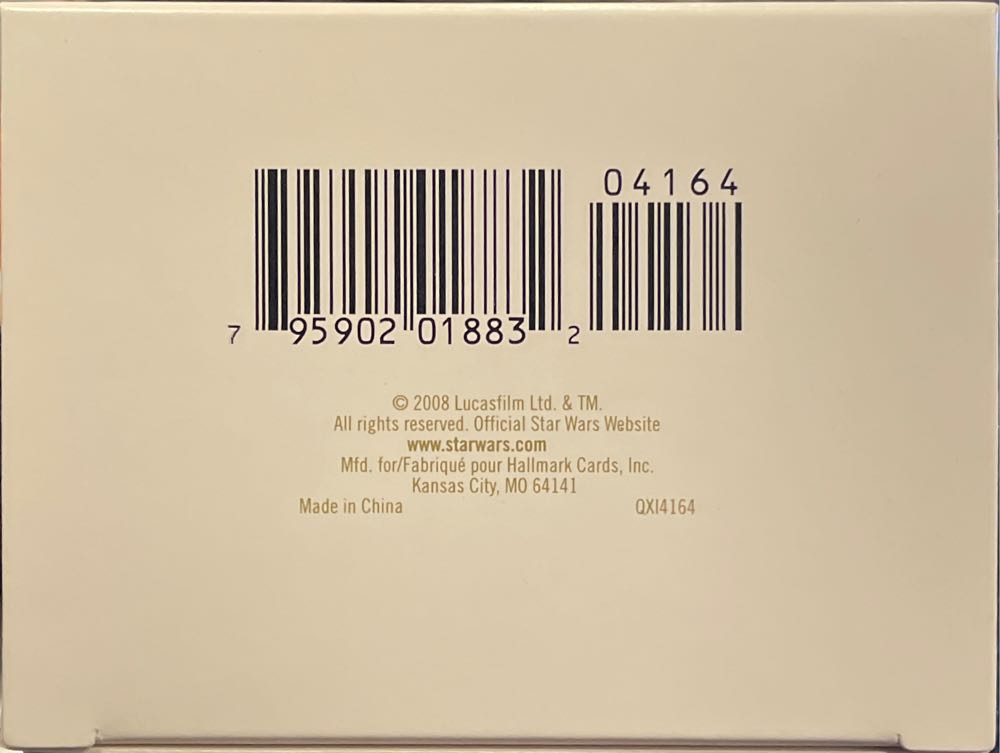 04164
7 95902 01883 2
© 2008 Lucasfilm Ltd. & TM.
All rights reserved. Official Star Wars Website
www.starwars.com
Mfd. for/Fabriqué pour Hallmark Cards, Inc.
Kansas City, MO 64141
Made in China QXI4164